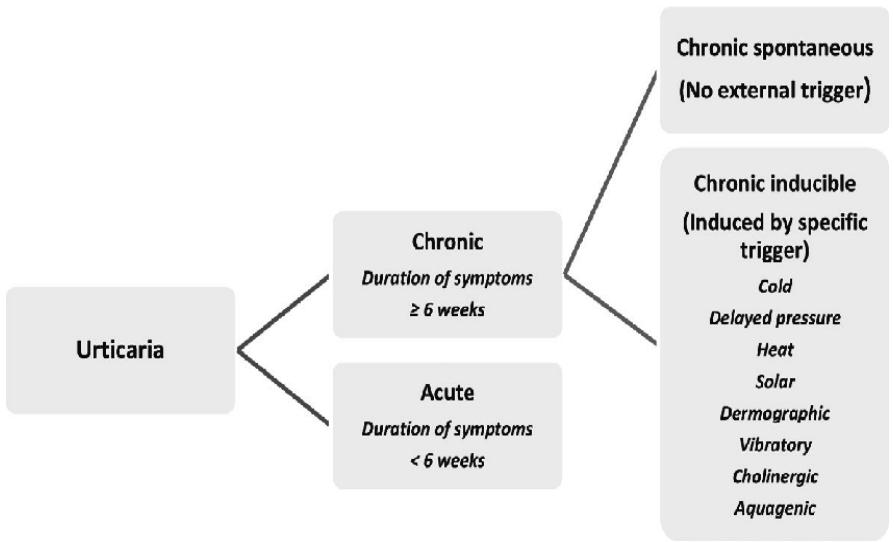 Urticaria
Chronic
Duration of symptoms
≥ 6 weeks
Acute
Duration of symptoms
< 6 weeks
Chronic spontaneous
(No external trigger)
Chronic inducible
(Induced by specific
trigger)
Cold
Delayed pressure
Heat
Solar
Dermographic
Vibratory
Cholinergic
Aquagenic